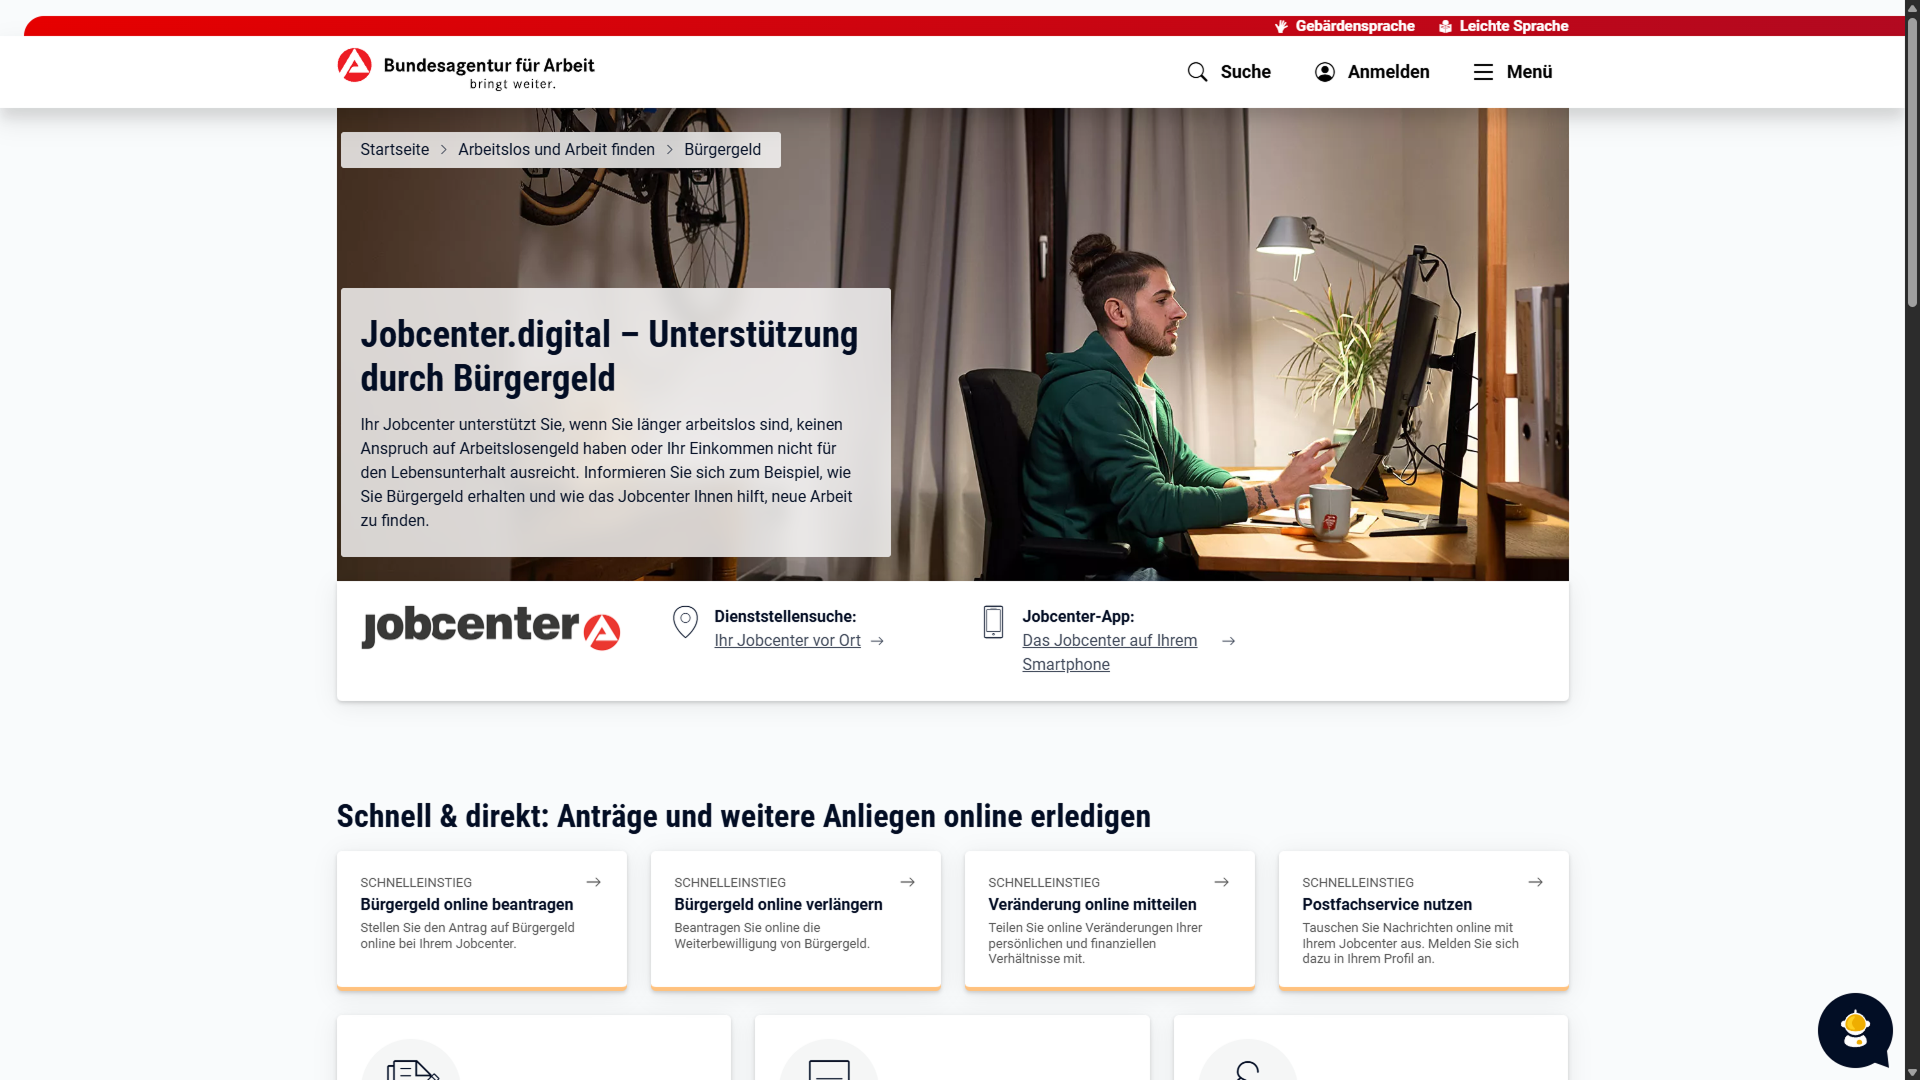 Gebärdensprache
Leichte Sprache
Bundesagentur für Arbeit
bringt weiter.
Suche
Anmelden
Menü
Startseite
Arbeitslos und Arbeit finden
Bürgergeld
Jobcenter.digital – Unterstützung
durch Bürgergeld
Ihr Jobcenter unterstützt Sie, wenn Sie länger arbeitslos sind, keinen
Anspruch auf Arbeitslosengeld haben oder Ihr Einkommen nicht für
den Lebensunterhalt ausreicht. Informieren Sie sich zum Beispiel, wie
Sie Bürgergeld erhalten und wie das Jobcenter Ihnen hilft, neue Arbeit
zu finden.
jobcenter
Dienststellensuche:
Ihr Jobcenter vor Ort
Jobcenter-App:
Das Jobcenter auf Ihrem
Smartphone
Schnell & direkt: Anträge und weitere Anliegen online erledigen
SCHNELLEINSTIEG
Bürgergeld online beantragen
Stellen Sie den Antrag auf Bürgergeld
online bei Ihrem Jobcenter.
SCHNELLEINSTIEG
Bürgergeld online verlängern
Beantragen Sie online die
Weiterbewilligung von Bürgergeld.
SCHNELLEINSTIEG
Veränderung online mitteilen
Teilen Sie online Veränderungen Ihrer
persönlichen und finanziellen
Verhältnisse mit.
SCHNELLEINSTIEG
Postfachservice nutzen
Tauschen Sie Nachrichten online mit
Ihrem Jobcenter aus. Melden Sie sich
dazu in Ihrem Profil an.